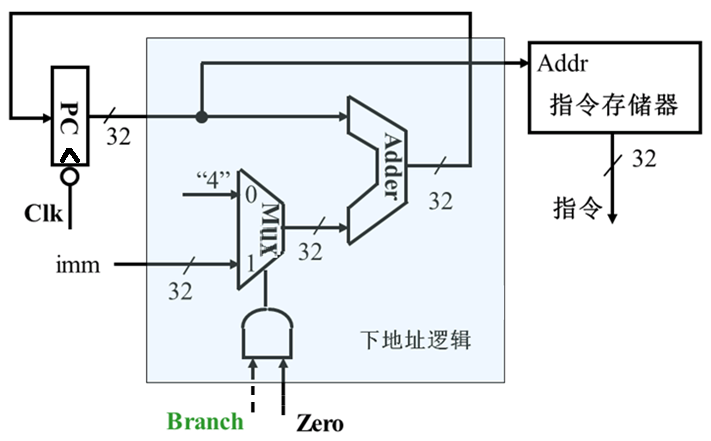 Addr
指令存储器
PC
32
Adder
32
32
“4”
0
Mux
Clk
指令
32
imm
1
32
下地址逻辑
Branch
Zero